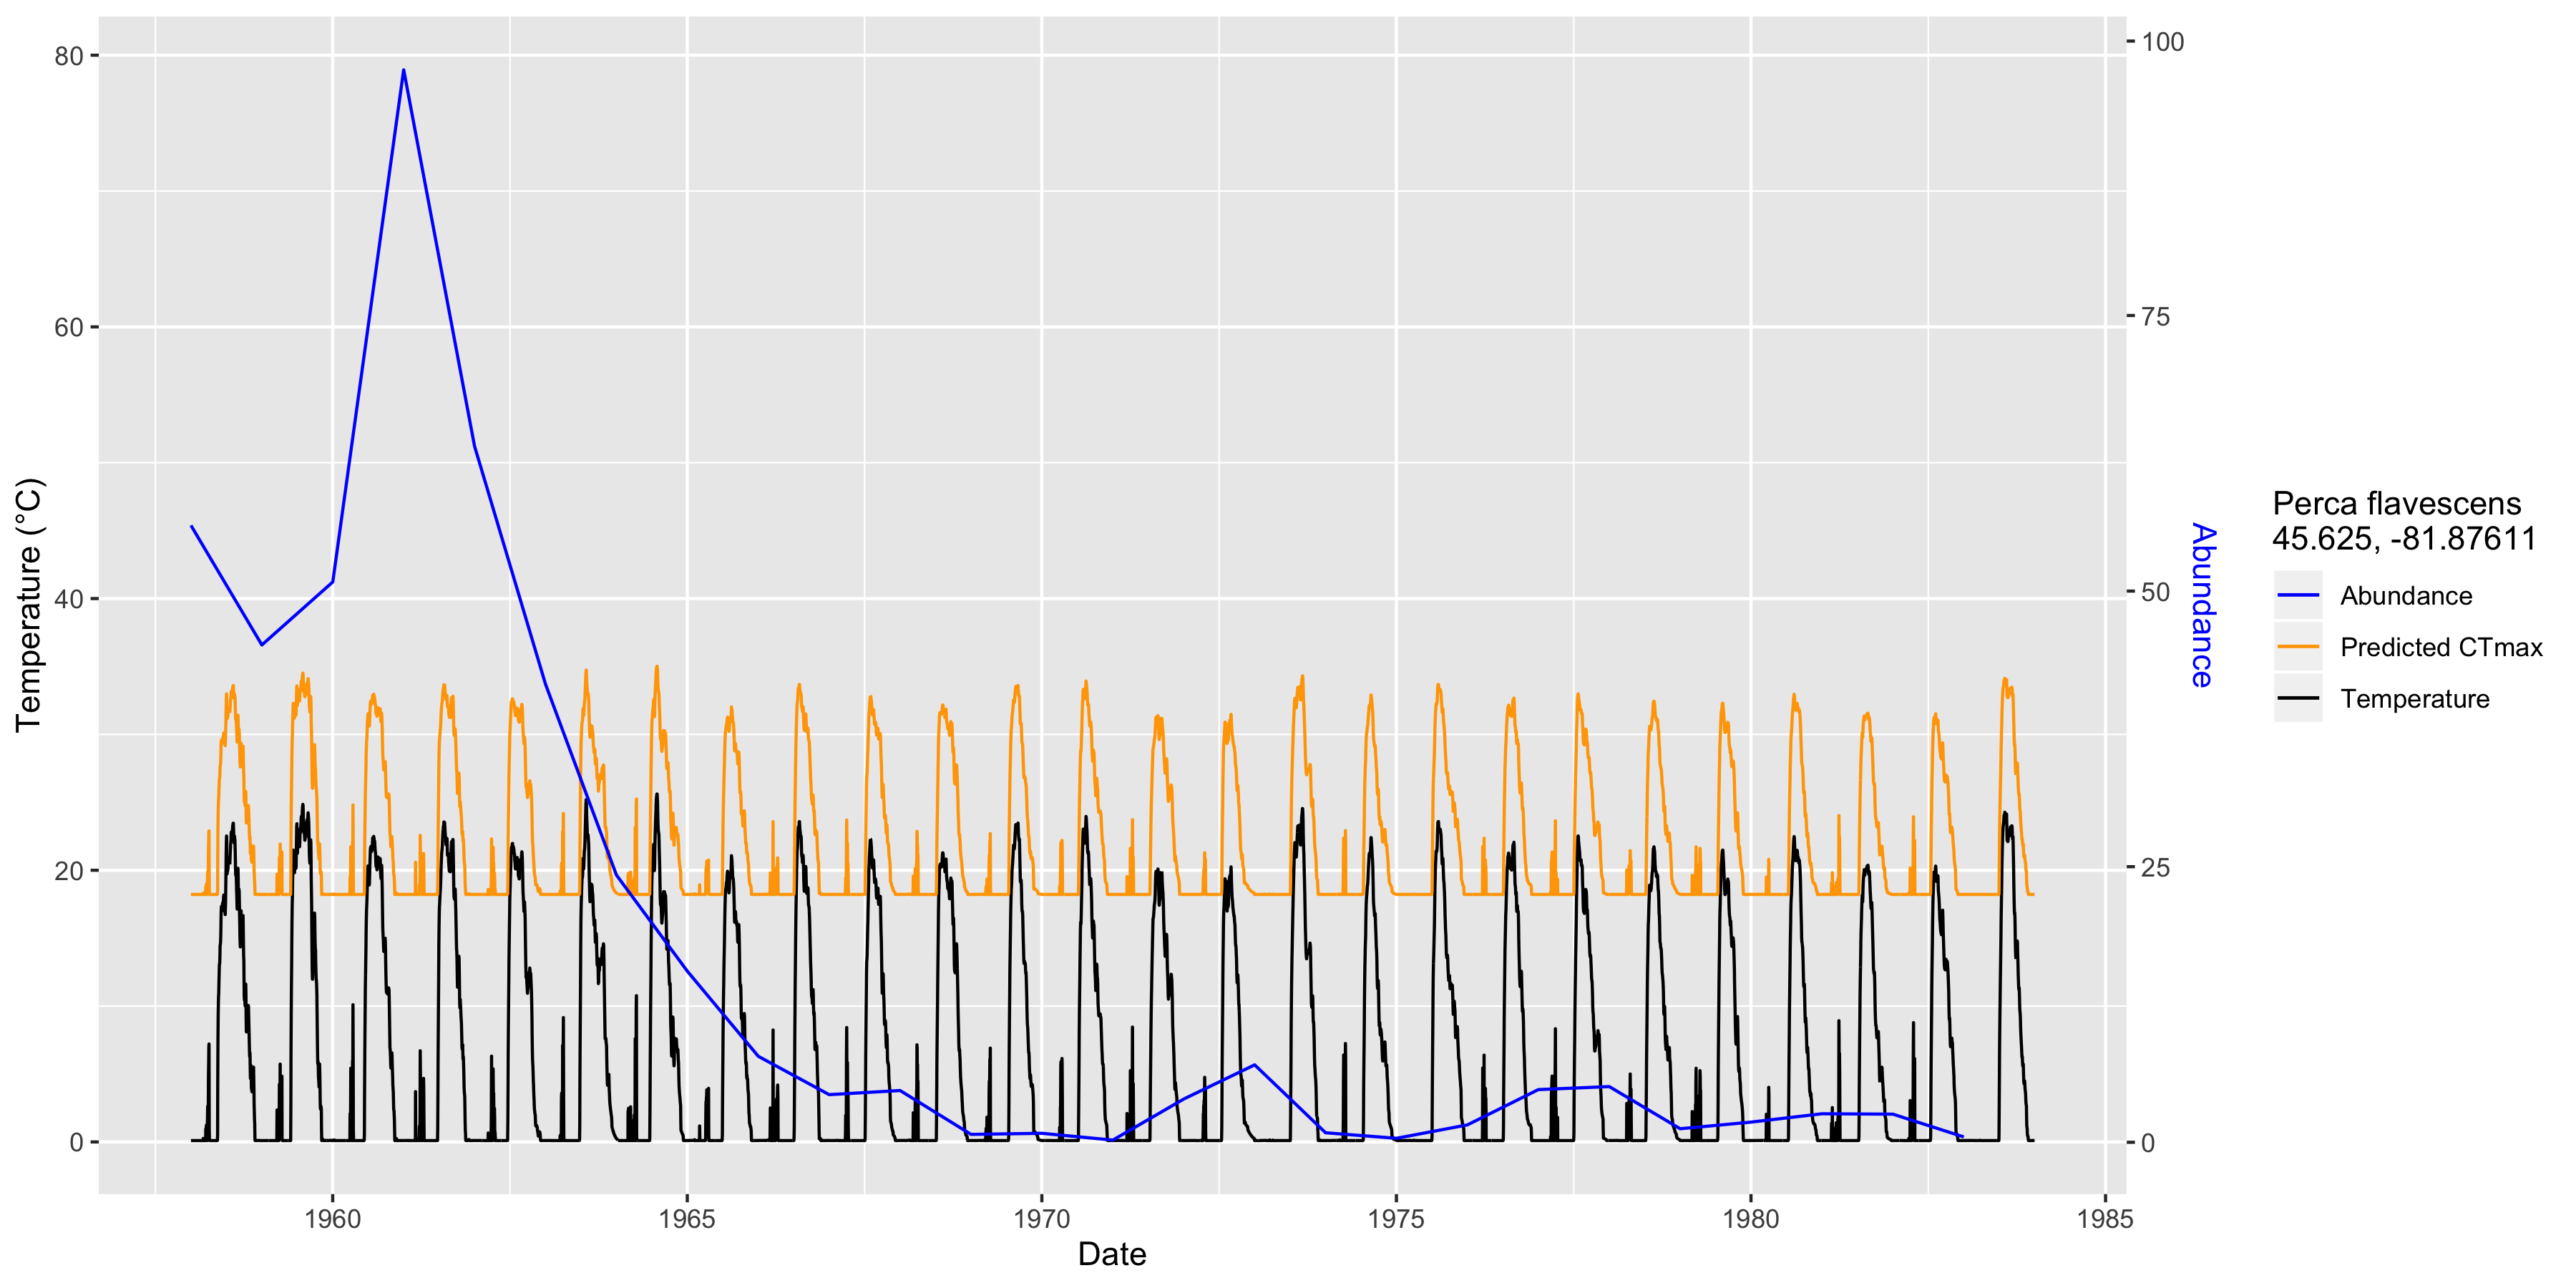 80
60
40
20
0
Temperature (°C)
1960
1965
1970
1975
1980
1985
Date
100
75
50
25
0
Abundance
Perca flavescens
45.625, -81.87611
Abundance
Predicted CTmax
Temperature